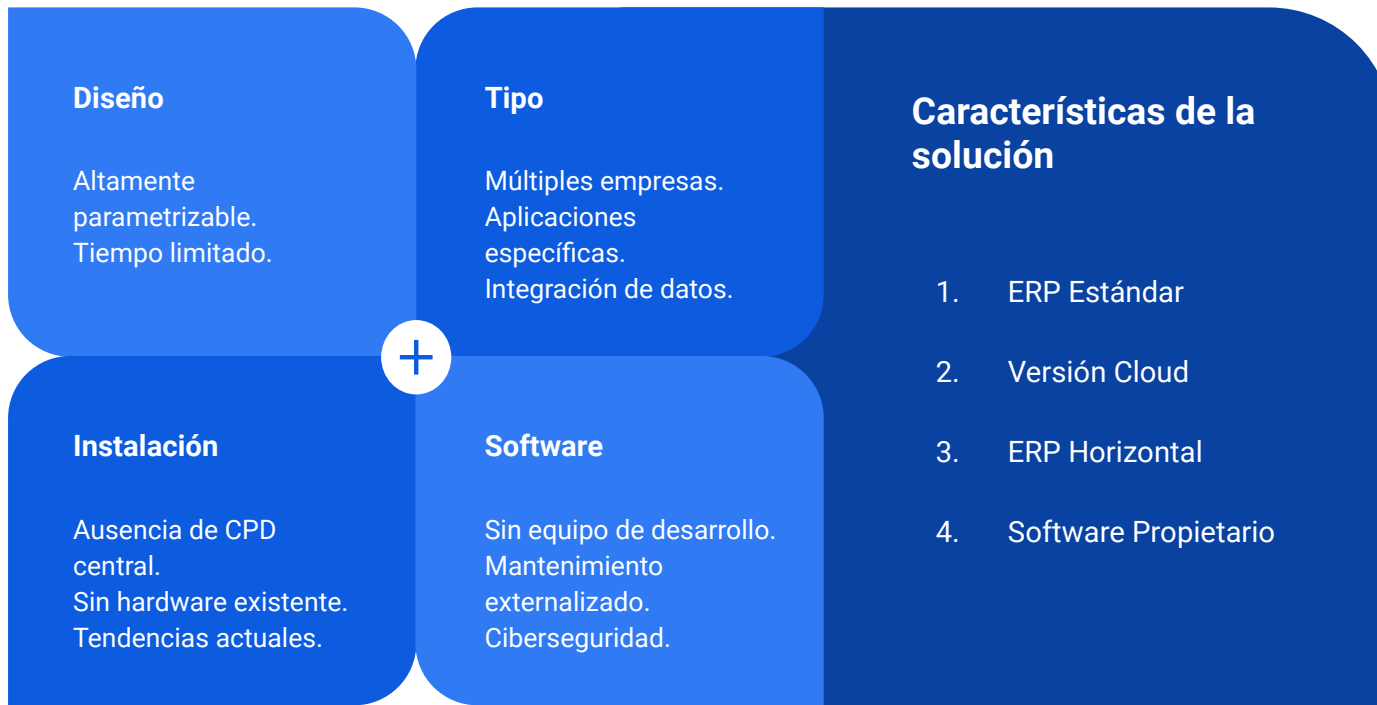 Diseño
Altamente
parametrizable.
Tiempo limitado.
Tipo
Múltiples empresas.
Aplicaciones
específicas.
Integración de datos.
Instalación
Ausencia de CPD
central.
Sin hardware existente.
Tendencias actuales.
Software
Sin equipo de desarrollo.
Mantenimiento
externalizado.
Ciberseguridad.
Características de la
solución
1. ERP Estándar
2. Versión Cloud
3. ERP Horizontal
4. Software Propietario